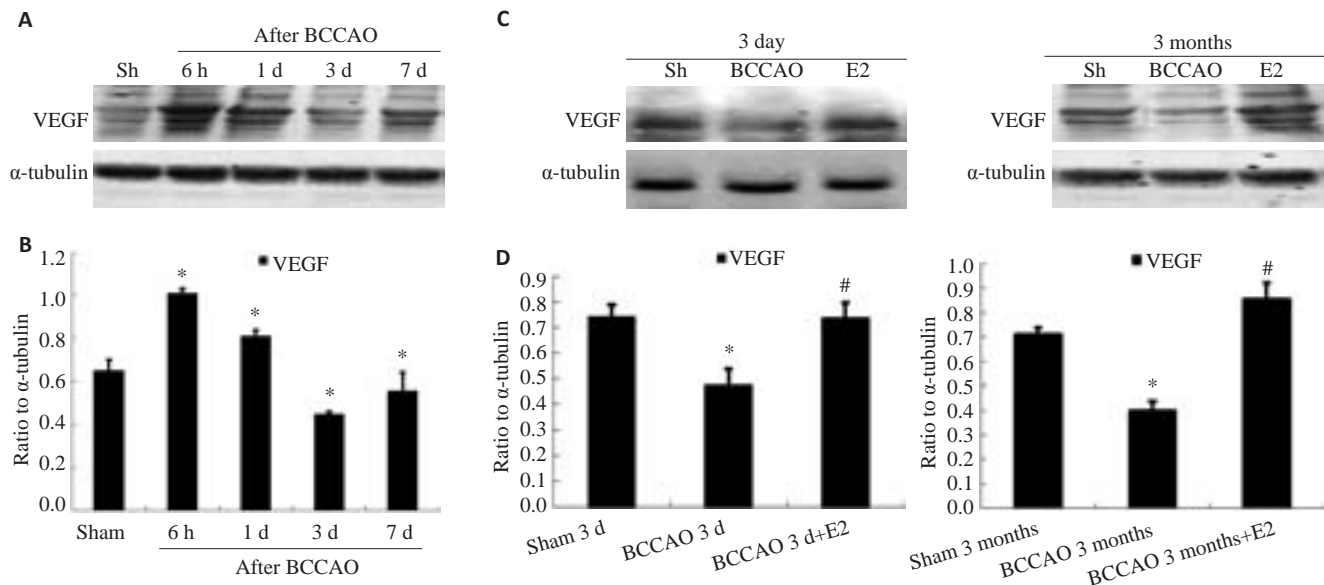 A
After BCCAO
Sh 6 h 1 d 3 d 7 d
VEGF
α-tubulin
B
VEGF
Ratio to α-tubulin
1.2
1.0
0.8
0.6
0.4
0.2
0.0
* * * *
Sham 6 h 1 d 3 d 7 d
After BCCAO
C
3 day
Sh BCCAO E2
VEGF
α-tubulin
3 months
Sh BCCAO E2
VEGF
α-tubulin
D
VEGF
Ratio to α-tubulin
0.9
0.8
0.7
0.6
0.5
0.4
0.3
0.2
0.1
0.0
* #
Sham 3 d BCCAO 3 d BCCAO 3 d+E2
VEGF
Ratio to α-tubulin
1.0
0.9
0.8
0.7
0.6
0.5
0.4
0.3
0.2
0.1
0.0
* #
Sham 3 months BCCAO 3 months BCCAO 3 months+E2